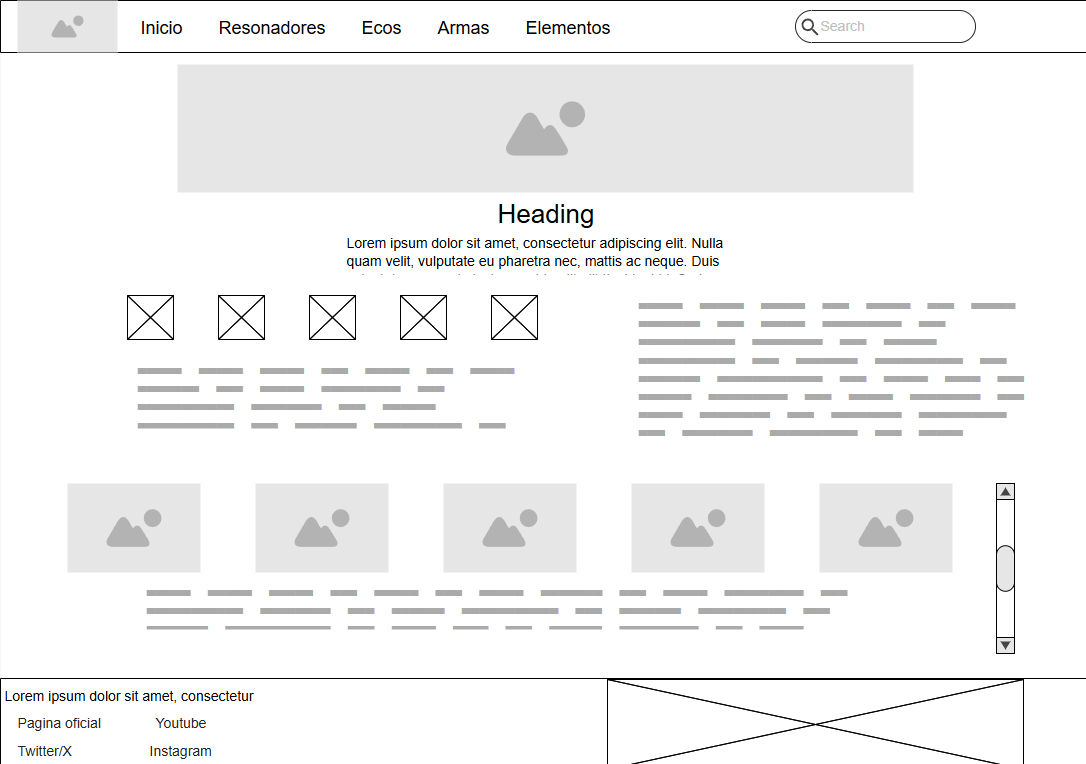 Inicio Resonadores Ecos Armas Elementos Search
Heading
Lorem ipsum dolor sit amet, consectetur adipiscing elit. Nulla
quam velit, vulputate eu pharetra nec, mattis ac neque. Duis
Lorem ipsum dolor sit amet, consectetur
Pagina oficial Youtube
Twitter/X Instagram